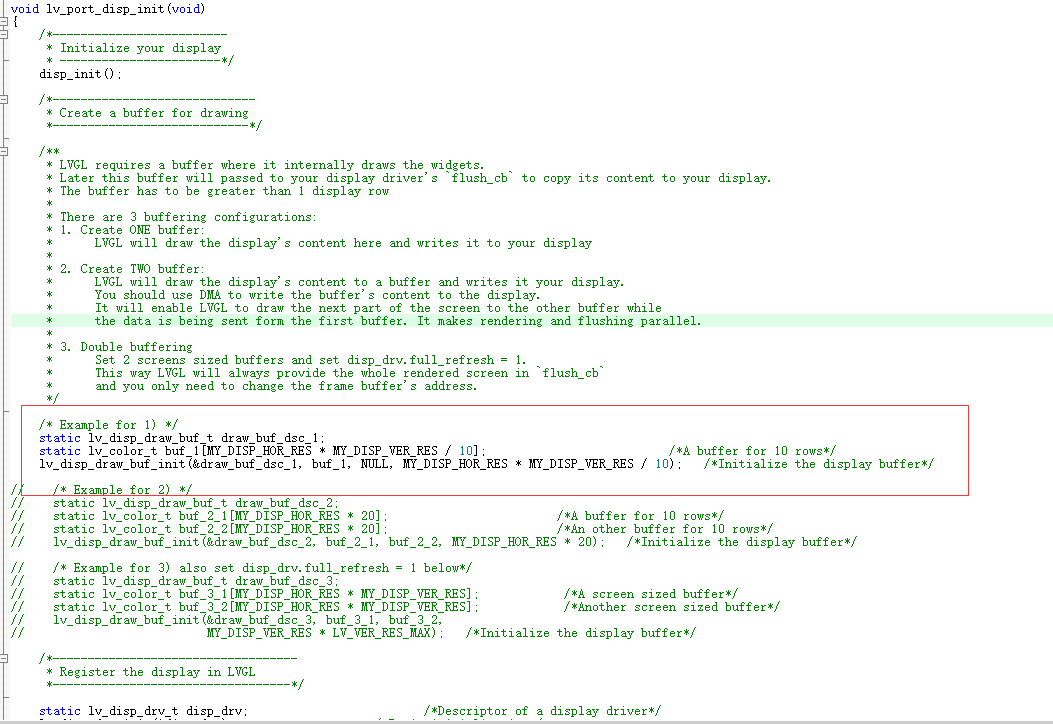 void lv_port_disp_init(void)
{
/*-------------------------
* Initialize your display
* -----------------------*/
disp_init();
/*-----------------------------
* Create a buffer for drawing
*----------------------------*/
/**
* LVGL requires a buffer where it internally draws the widgets.
* Later this buffer will passed to your display driver's `flush_cb` to copy its content to your display.
* The buffer has to be greater than 1 display row
*
* There are 3 buffering configurations:
* 1. Create ONE buffer:
*      LVGL will draw the display's content here and writes it to your display
*
* 2. Create TWO buffer:
*      LVGL will draw the display's content to a buffer and writes it your display.
*      You should use DMA to write the buffer's content to the display.
*      It will enable LVGL to draw the next part of the screen to the other buffer while
*      the data is being sent form the first buffer. It makes rendering and flushing parallel.
*
* 3. Double buffering
*      Set 2 screens sized buffers and set disp_drv.full_refresh = 1.
*      This way LVGL will always provide the whole rendered screen in `flush_cb`
*      and you only need to change the frame buffer's address.
*/
/* Example for 1) */
static lv_disp_draw_buf_t draw_buf_dsc_1;
static lv_color_t buf_1[MY_DISP_HOR_RES * MY_DISP_VER_RES / 10]; /*A buffer for 10 rows*/
lv_disp_draw_buf_init(&draw_buf_dsc_1, buf_1, NULL, MY_DISP_HOR_RES * MY_DISP_VER_RES / 10); /*Initialize the display buffer*/
// /* Example for 2) */
// static lv_disp_draw_buf_t draw_buf_dsc_2;
// static lv_color_t buf_2_1[MY_DISP_HOR_RES * 20]; /*A buffer for 10 rows*/
// static lv_color_t buf_2_2[MY_DISP_HOR_RES * 20]; /*An other buffer for 10 rows*/
// lv_disp_draw_buf_init(&draw_buf_dsc_2, buf_2_1, buf_2_2, MY_DISP_HOR_RES * 20); /*Initialize the display buffer*/
// /* Example for 3) also set disp_drv.full_refresh = 1 below*/
// static lv_disp_draw_buf_t draw_buf_dsc_3;
// static lv_color_t buf_3_1[MY_DISP_HOR_RES * MY_DISP_VER_RES]; /*A screen sized buffer*/
// static lv_color_t buf_3_2[MY_DISP_HOR_RES * MY_DISP_VER_RES]; /*Another screen sized buffer*/
// lv_disp_draw_buf_init(&draw_buf_dsc_3, buf_3_1, buf_3_2,
// MY_DISP_VER_RES * LV_VER_RES_MAX); /*Initialize the display buffer*/
/*-----------------------------------
* Register the display in LVGL
*----------------------------------*/
static lv_disp_drv_t disp_drv; /*Descriptor of a display driver*/